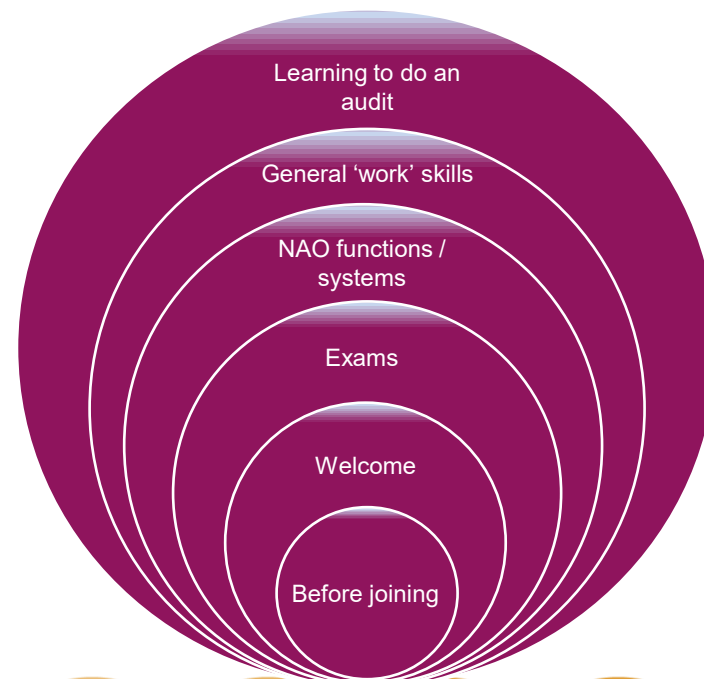 Learning to do an
audit
General ‘work’ skills
NAO functions /
systems
Exams
Welcome
Before joining